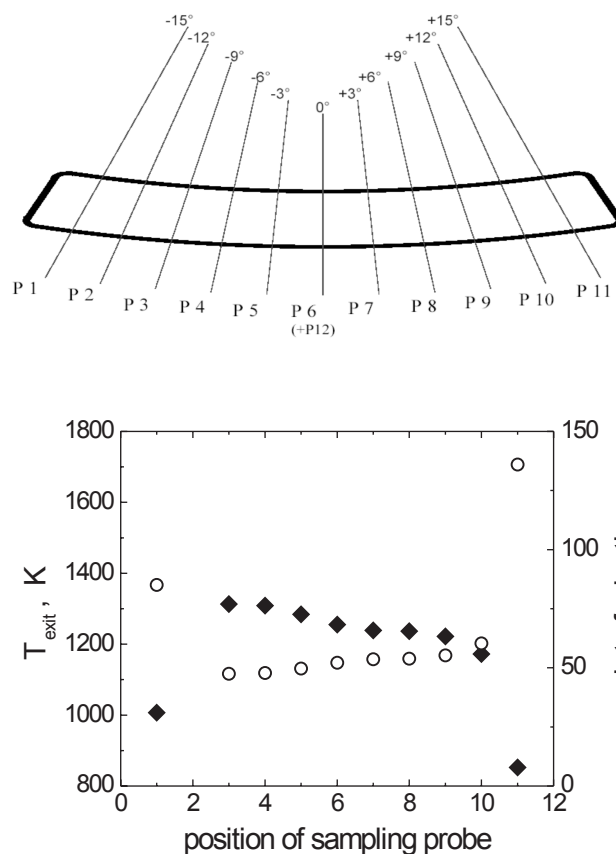 -15° +15°
-12° +12°
-9° +9°
-6° +6°
-3° 0° +3°
P 1 P 2 P 3 P 4 P 5 P 6 P 7 P 8 P 9 P 10 P 11
(+P12)
1800 150
1600
1400 100
1200 50
1000
800 0
T_exit , K
0 2 4 6 8 10 12
position of sampling probe